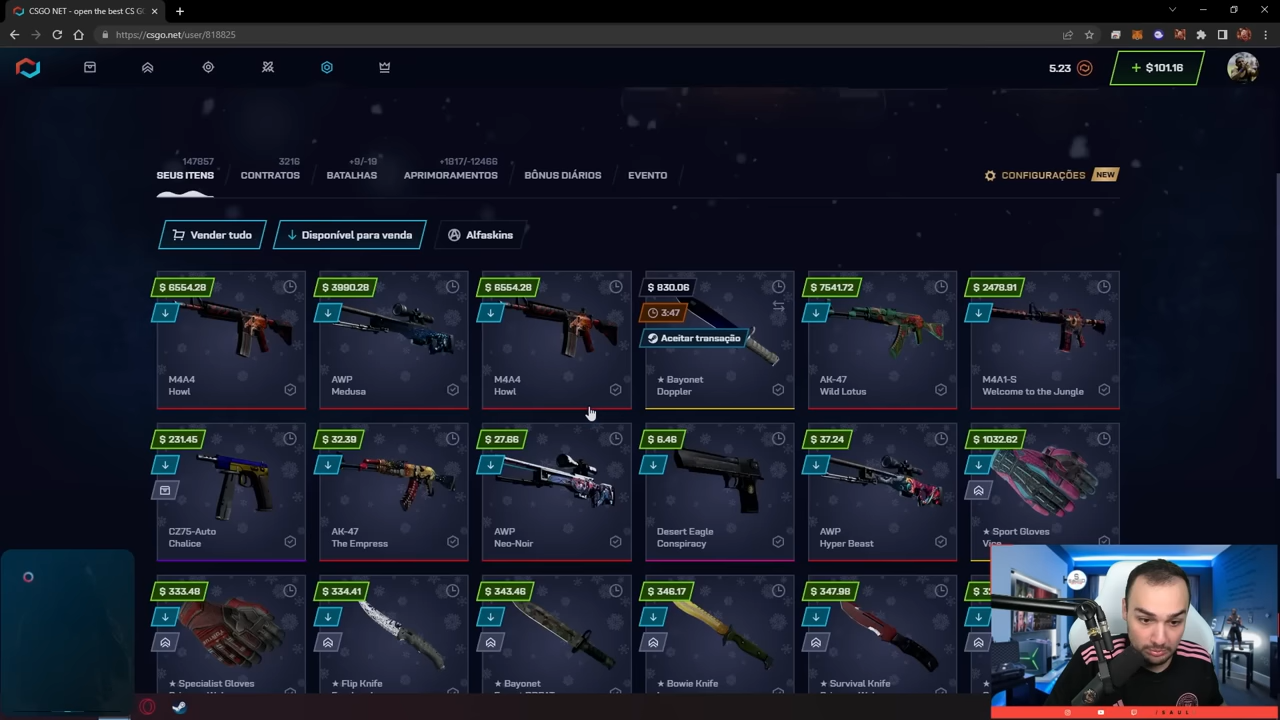 CSGO NET - open the best CS G
https://csgo.net/user/818825
5.23
+ $101.16
147857
SEUS ITENS
3216
CONTRATOS
+9/-19
BATALHAS
+1917/-12466
APRIMORAMENTOS
BÔNUS DIÁRIOS
EVENTO
CONFIGURAÇÕES NEW
Vender tudo
Disponível para venda
Alfaskins
$ 6554.28
M4A4
Howl
$ 3990.28
AWP
Medusa
$ 6554.28
M4A4
Howl
$ 830.06
3:47
Aceitar transação
★ Bayonet
Doppler
$ 7541.72
AK-47
Wild Lotus
$ 2478.91
M4A1-S
Welcome to the Jungle
$ 231.45
CZ75-Auto
Chalice
$ 32.39
AK-47
The Empress
$ 27.66
AWP
Neo-Noir
$ 6.46
Desert Eagle
Conspiracy
$ 37.24
AWP
Hyper Beast
$ 1032.62
★ Sport Gloves
Vice
$ 333.48
★ Specialist Gloves
$ 334.41
★ Flip Knife
$ 343.46
★ Bayonet
$ 346.17
★ Bowie Knife
$ 347.98
★ Survival Knife
ISAUL